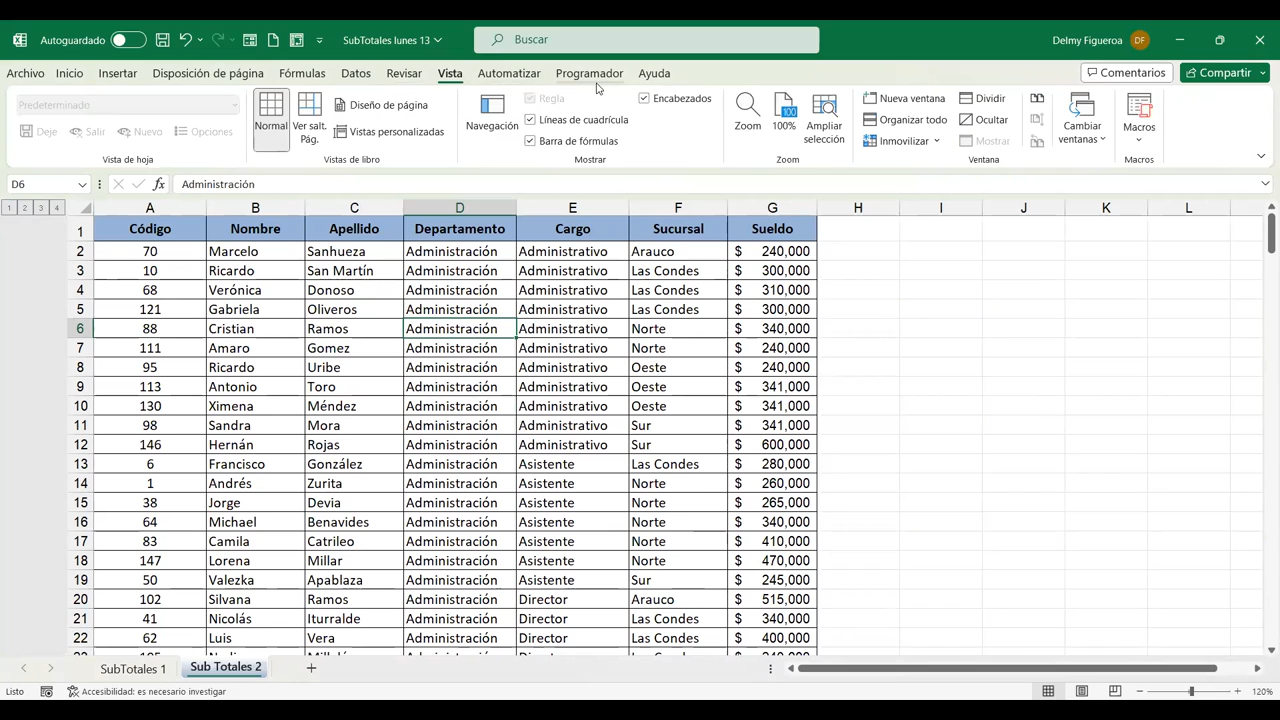 Autoguardado
SubTotales lunes 13
Buscar
Delmy Figueroa
DF
Archivo Inicio Insertar Disposición de página Fórmulas Datos Revisar Vista Automatizar Programador Ayuda
Comentarios
Compartir
Predeterminado
Deje Salir Nuevo Opciones
Vista de hoja
Normal
Ver salt. Pág.
Diseño de página
Vistas personalizadas
Vistas de libro
Navegación
Regla
Encabezados
Líneas de cuadrícula
Barra de fórmulas
Mostrar
Zoom
100
100%
Ampliar selección
Zoom
Nueva ventana
Organizar todo
Inmovilizar
Dividir
Ocultar
Mostrar
Cambiar ventanas
Ventana
Macros
Macros
D6
fx
Administración
1 2 3 4
A B C D E F G H I J K L
1 Código Nombre Apellido Departamento Cargo Sucursal Sueldo
2 70 Marcelo Sanhueza Administración Administrativo Arauco $ 240,000
3 10 Ricardo San Martín Administración Administrativo Las Condes $ 300,000
4 68 Verónica Donoso Administración Administrativo Las Condes $ 310,000
5 121 Gabriela Oliveros Administración Administrativo Las Condes $ 300,000
6 88 Cristian Ramos Administración Administrativo Norte $ 340,000
7 111 Amaro Gomez Administración Administrativo Norte $ 240,000
8 95 Ricardo Uribe Administración Administrativo Oeste $ 240,000
9 113 Antonio Toro Administración Administrativo Oeste $ 341,000
10 130 Ximena Méndez Administración Administrativo Oeste $ 341,000
11 98 Sandra Mora Administración Administrativo Sur $ 341,000
12 146 Hernán Rojas Administración Administrativo Sur $ 600,000
13 6 Francisco González Administración Asistente Las Condes $ 280,000
14 1 Andrés Zurita Administración Asistente Norte $ 260,000
15 38 Jorge Devia Administración Asistente Norte $ 265,000
16 64 Michael Benavides Administración Asistente Norte $ 340,000
17 83 Camila Catrileo Administración Asistente Norte $ 410,000
18 147 Lorena Millar Administración Asistente Norte $ 470,000
19 50 Valezka Apablaza Administración Asistente Sur $ 245,000
20 102 Silvana Ramos Administración Director Arauco $ 515,000
21 41 Nicolás Iturralde Administración Director Las Condes $ 340,000
22 62 Luis Vera Administración Director Las Condes $ 400,000
SubTotales 1 Sub Totales 2
Listo
Accesibilidad: es necesario investigar
120%